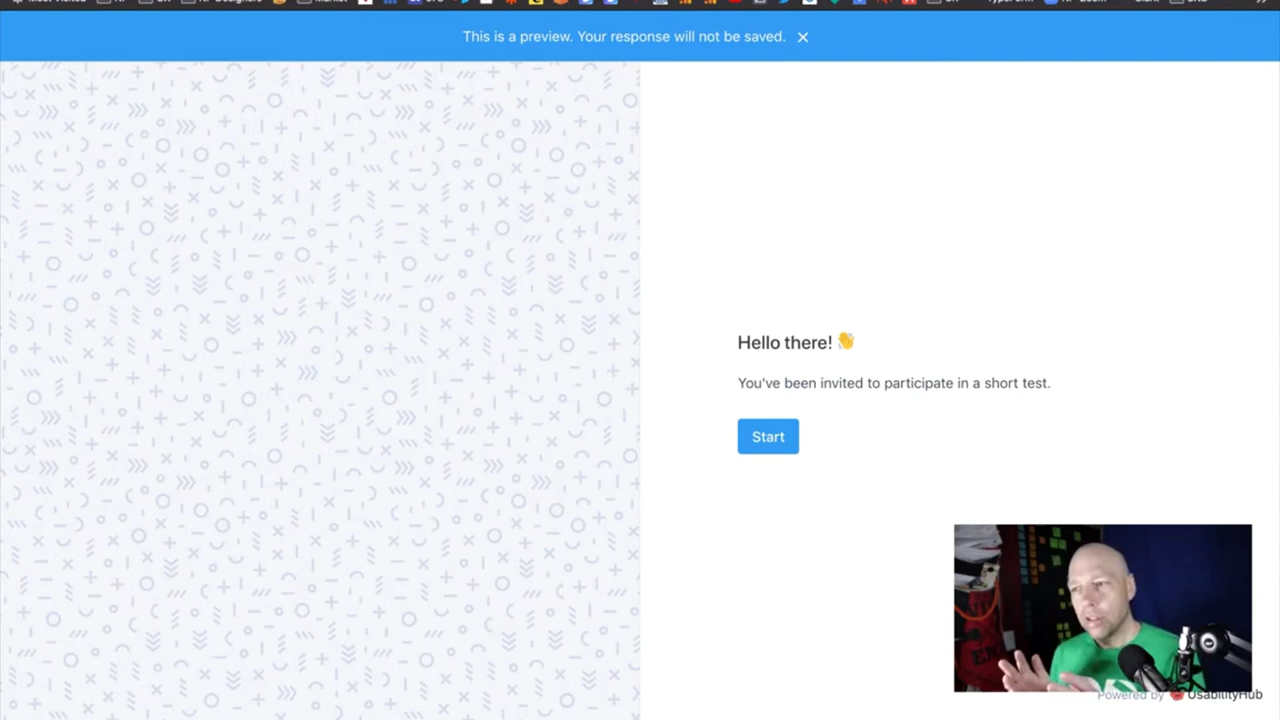 This is a preview. Your response will not be saved. ×
Hello there! 👋
You've been invited to participate in a short test.
Start
Powered by UsabilityHub